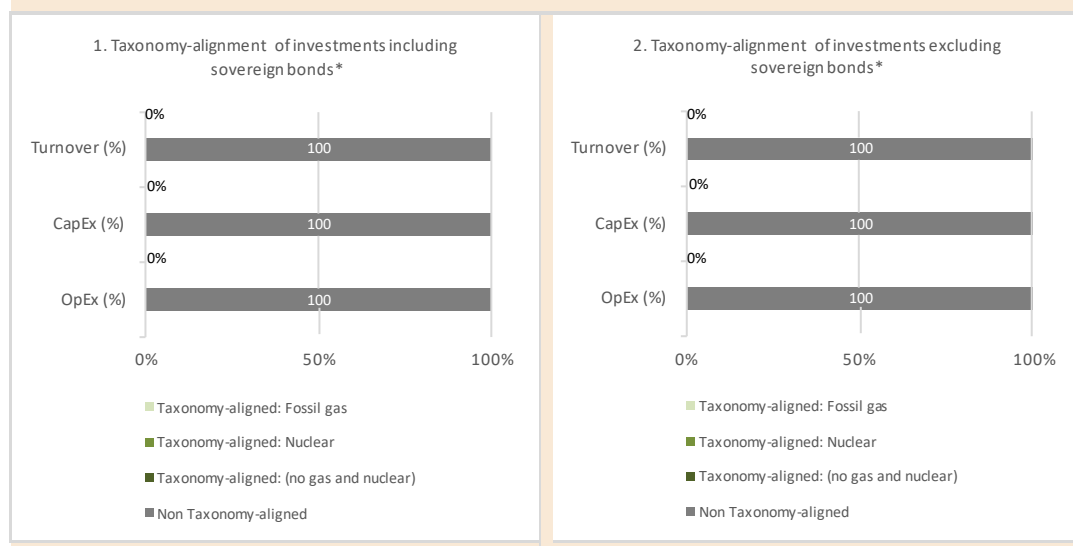 1. Taxonomy-alignment of investments including
sovereign bonds*
0%
Turnover (%)
100
0%
CapEx (%)
100
0%
OpEx (%)
100
0%
50%
100%
Taxonomy-aligned: Fossil gas
Taxonomy-aligned: Nuclear
Taxonomy-aligned: (no gas and nuclear)
Non Taxonomy-aligned
2. Taxonomy-alignment of investments excluding
sovereign bonds*
0%
Turnover (%)
100
0%
CapEx (%)
100
0%
OpEx (%)
100
0%
50%
100%
Taxonomy-aligned: Fossil gas
Taxonomy-aligned: Nuclear
Taxonomy-aligned: (no gas and nuclear)
Non Taxonomy-aligned